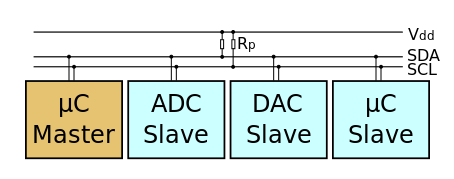 Vdd
Rp
SDA
SCL
µC
Master
ADC
Slave
DAC
Slave
µC
Slave